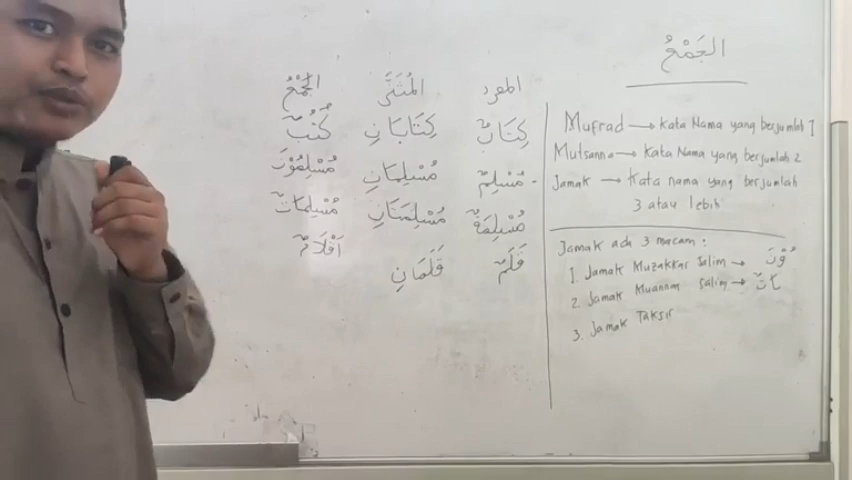 الجَمْعُ
Mufrad → Kata Nama yang berjumlah 1
Mutsanna → Kata Nama yang berjumlah 2
Jamak → Kata nama yang berjumlah
3 atau lebih
Jamak ada 3 macam :
1. Jamak Muzakkar Salim → ُوْنَ
2. Jamak Salim → َاتٌ
3. Jamak Taksir
المفرد المُثَنَّى الجَمْعُ
كِتَابٌ كِتَابَانِ كُتُبٌ
مُسْلِمٌ مُسْلِمَانِ مُسْلِمُوْنَ
مُسْلِمَةٌ مُسْلِمَتَانِ مُسْلِمَاتٌ
قَلَمٌ قَلَمَانِ أَقْلَامٌ